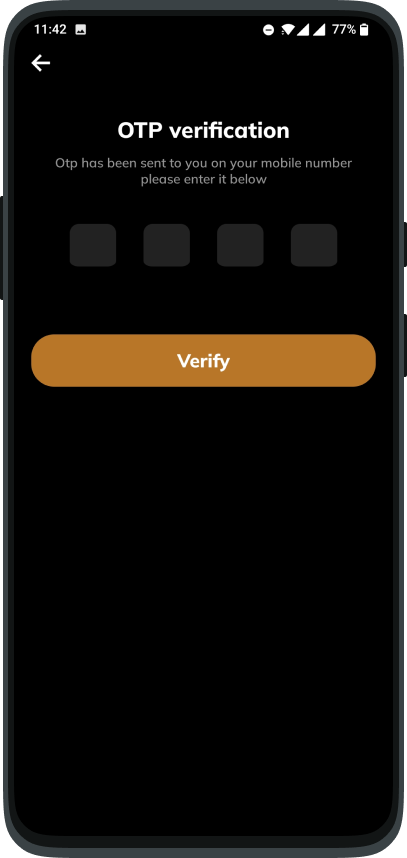 11:42 77%
OTP verification
Otp has been sent to you on your mobile number
please enter it below
Verify